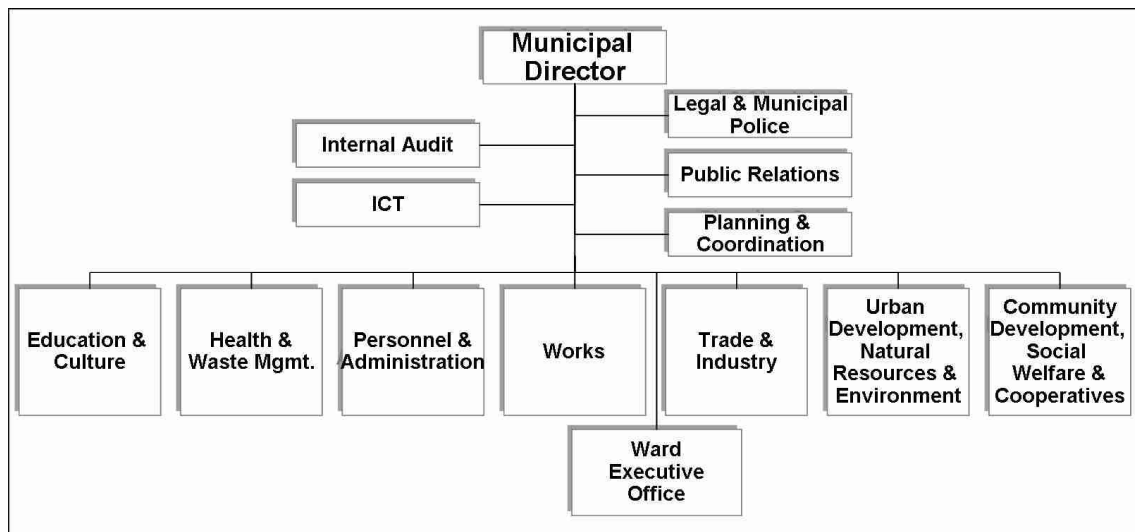 Municipal
Director
Legal & Municipal
Police
Internal Audit
Public Relations
ICT
Planning &
Coordination
Education &
Culture
Health &
Waste Mgmt.
Personnel &
Administration
Works
Trade &
Industry
Urban
Development,
Natural
Resources &
Environment
Community
Development,
Social
Welfare &
Cooperatives
Ward
Executive
Office